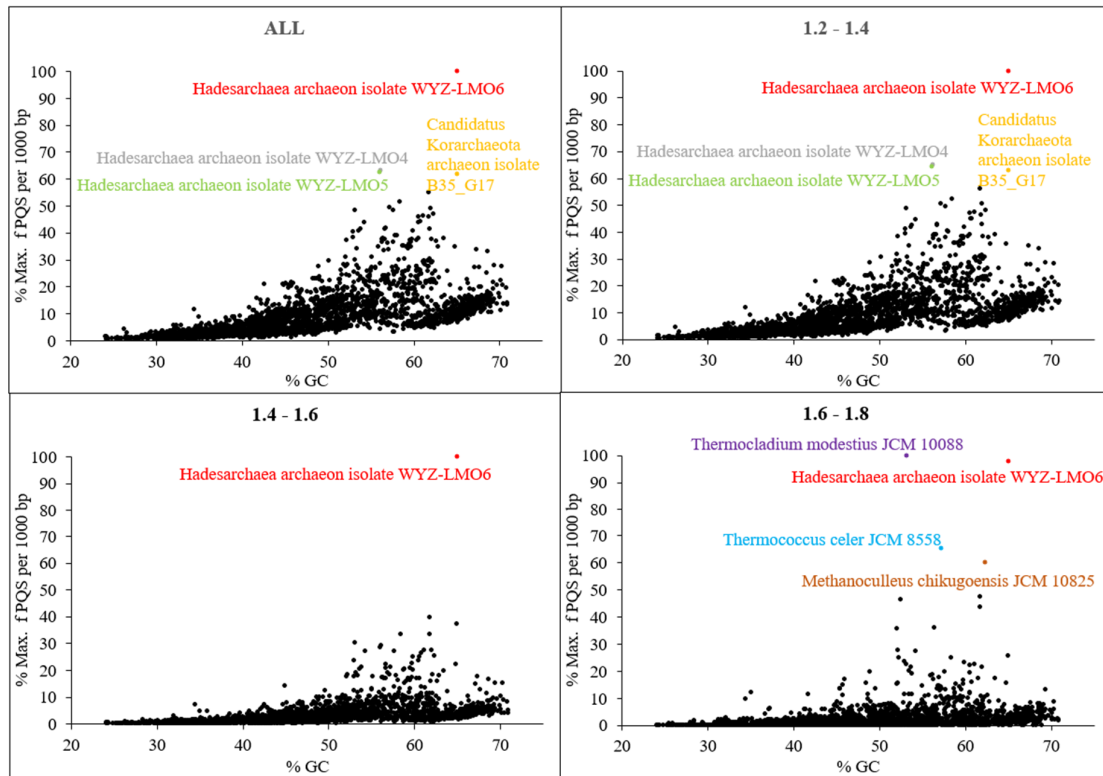 ALL
% Max. f PQS per 1000 bp
100
90
80
70
60
50
40
30
20
10
0
Hadesarchaea archaeon isolate WYZ-LMO6
Candidatus
Korarchaeota
archaeon isolate
B35_G17
Hadesarchaea archaeon isolate WYZ-LMO4
Hadesarchaea archaeon isolate WYZ-LMO5
20 30 40 50 60 70
% GC
1.2 - 1.4
% Max. f PQS per 1000 bp
100
90
80
70
60
50
40
30
20
10
0
Hadesarchaea archaeon isolate WYZ-LMO6
Candidatus
Korarchaeota
archaeon isolate
B35_G17
Hadesarchaea archaeon isolate WYZ-LMO4
Hadesarchaea archaeon isolate WYZ-LMO5
20 30 40 50 60 70
% GC
1.4 - 1.6
% Max. f PQS per 1000 bp
100
90
80
70
60
50
40
30
20
10
0
Hadesarchaea archaeon isolate WYZ-LMO6
20 30 40 50 60 70
% GC
1.6 - 1.8
% Max. f PQS per 1000 bp
100
90
80
70
60
50
40
30
20
10
0
Thermocladium modestius JCM 10088
Hadesarchaea archaeon isolate WYZ-LMO6
Thermococcus celer JCM 8558
Methanoculleus chikugoensis JCM 10825
20 30 40 50 60 70
% GC